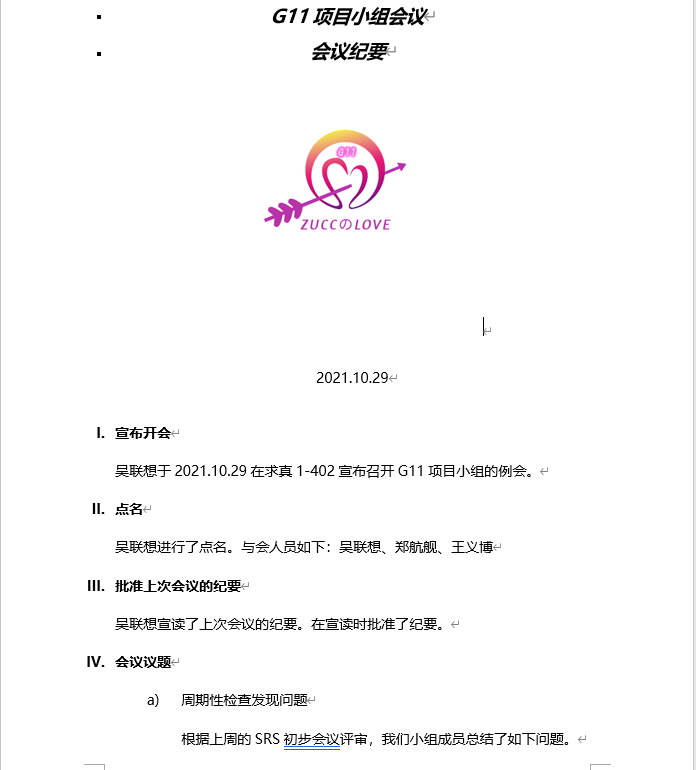 G11 项目小组会议
会议纪要
G11
ZUCCのLOVE
2021.10.29
I. 宣布开会
吴联想于 2021.10.29 在求真 1-402 宣布召开 G11 项目小组的例会。
II. 点名
吴联想进行了点名。与会人员如下：吴联想、郑航舰、王义博
III. 批准上次会议的纪要
吴联想宣读了上次会议的纪要。在宣读时批准了纪要。
IV. 会议议题
a) 周期性检查发现问题
根据上周的 SRS 初步会议评审，我们小组成员总结了如下问题。